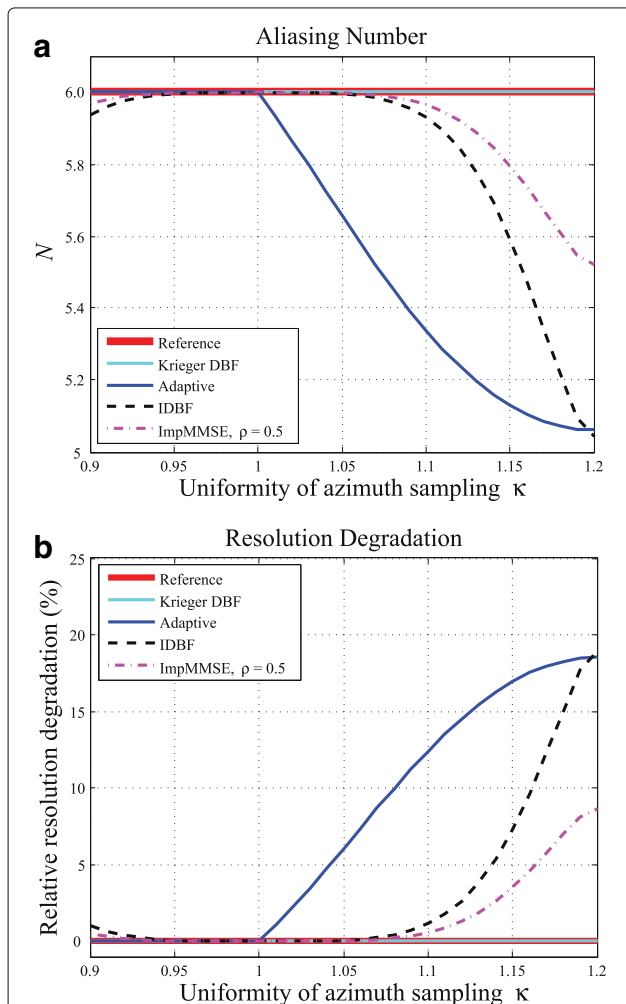 a
Aliasing Number
6.0
5.8
5.6
5.4
5.2
5
N
Reference
Krieger DBF
Adaptive
IDBF
ImpMMSE, ρ = 0.5
0.9
0.95
1
1.05
1.1
1.15
1.2
Uniformity of azimuth sampling κ
b
Resolution Degradation
25
20
15
10
5
0
Relative resolution degradation (%)
Reference
Krieger DBF
Adaptive
IDBF
ImpMMSE, ρ = 0.5
0.9
0.95
1
1.05
1.1
1.15
1.2
Uniformity of azimuth sampling κ